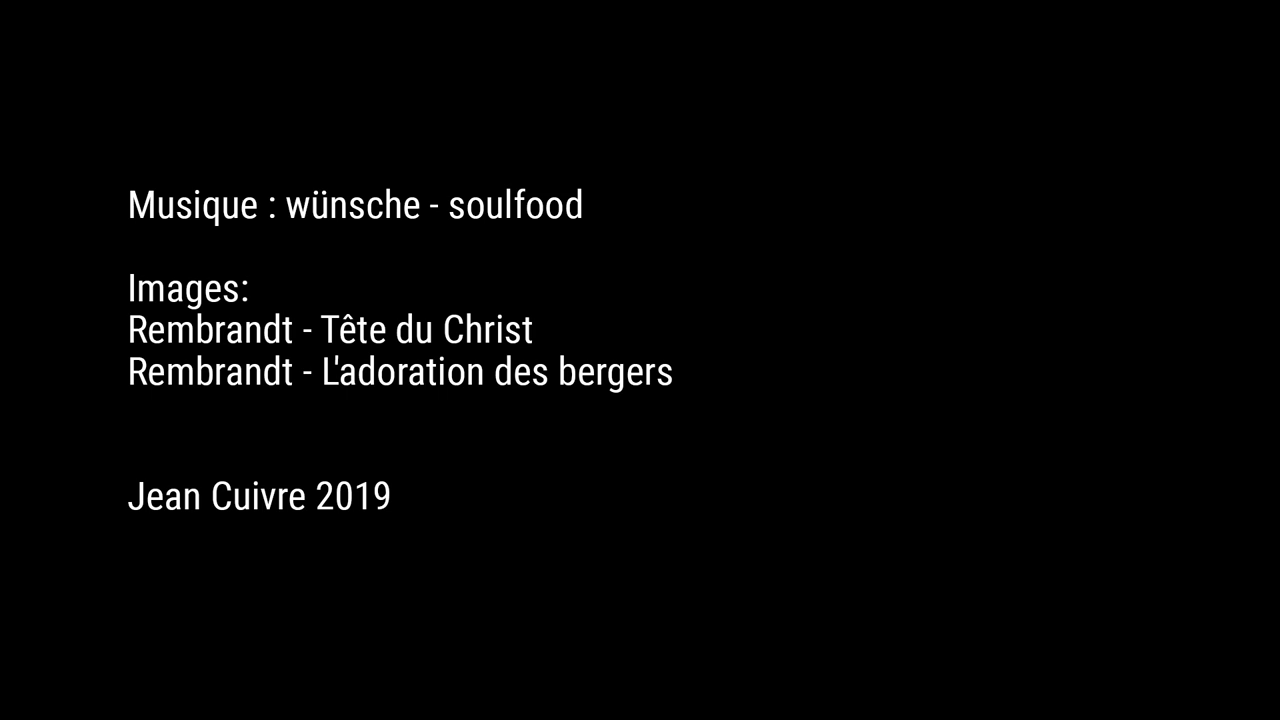 Musique : wünsche - soulfood
Images:
Rembrandt - Tête du Christ
Rembrandt - L'adoration des bergers
Jean Cuivre 2019